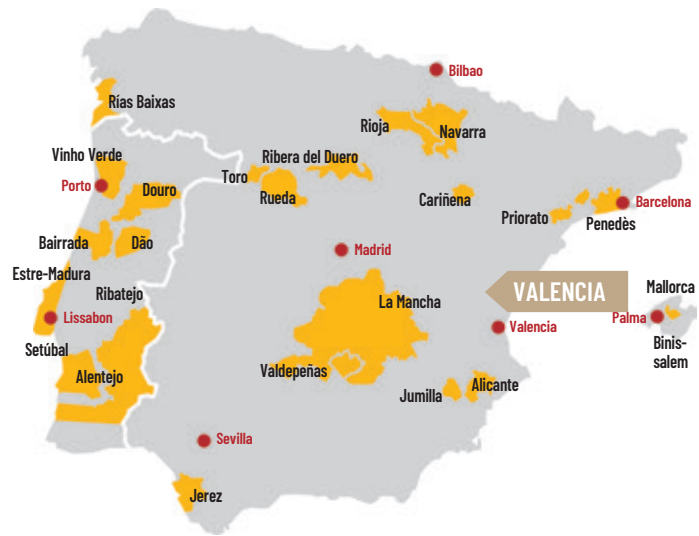 Bilbao
Rías Baixas
Rioja
Navarra
Vinho Verde
Ribera del Duero
Toro
Porto
Douro
Rueda
Cariñena
Barcelona
Priorato
Penedès
Bairrada
Dão
Madrid
Estre-Madura
Ribatejo
La Mancha
VALENCIA
Mallorca
Lissabon
Valencia
Palma
Binis-
salem
Setúbal
Alentejo
Valdepeñas
Jumilla
Alicante
Sevilla
Jerez